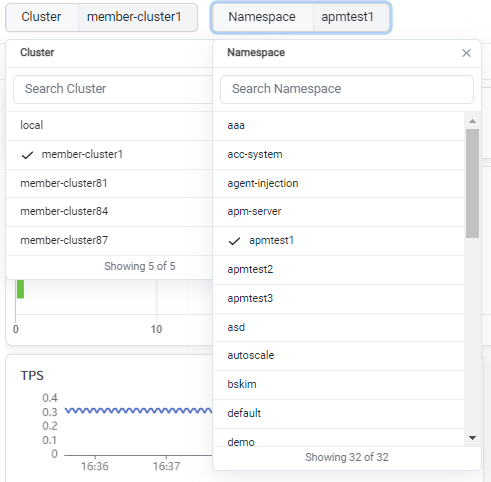 Cluster member-cluster1 Namespace apmtest1
Cluster
Search Cluster
local
member-cluster1
member-cluster81
member-cluster84
member-cluster87
Showing 5 of 5
Namespace
Search Namespace
aaa
acc-system
agent-injection
apm-server
apmtest1
apmtest2
apmtest3
asd
autoscale
bskim
default
demo
Showing 32 of 32
0 10
TPS
0.4
0.3
0.2
0.1
0
16:36 16:37